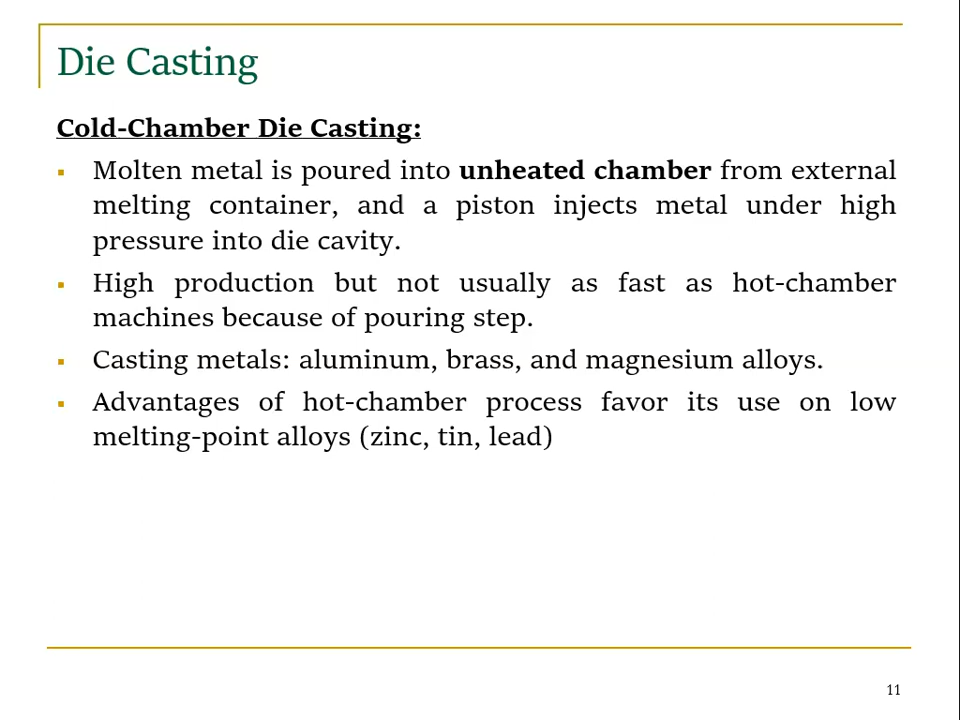 Die Casting
Cold-Chamber Die Casting:
▪ Molten metal is poured into unheated chamber from external
melting container, and a piston injects metal under high
pressure into die cavity.
▪ High production but not usually as fast as hot-chamber
machines because of pouring step.
▪ Casting metals: aluminum, brass, and magnesium alloys.
▪ Advantages of hot-chamber process favor its use on low
melting-point alloys (zinc, tin, lead)
11